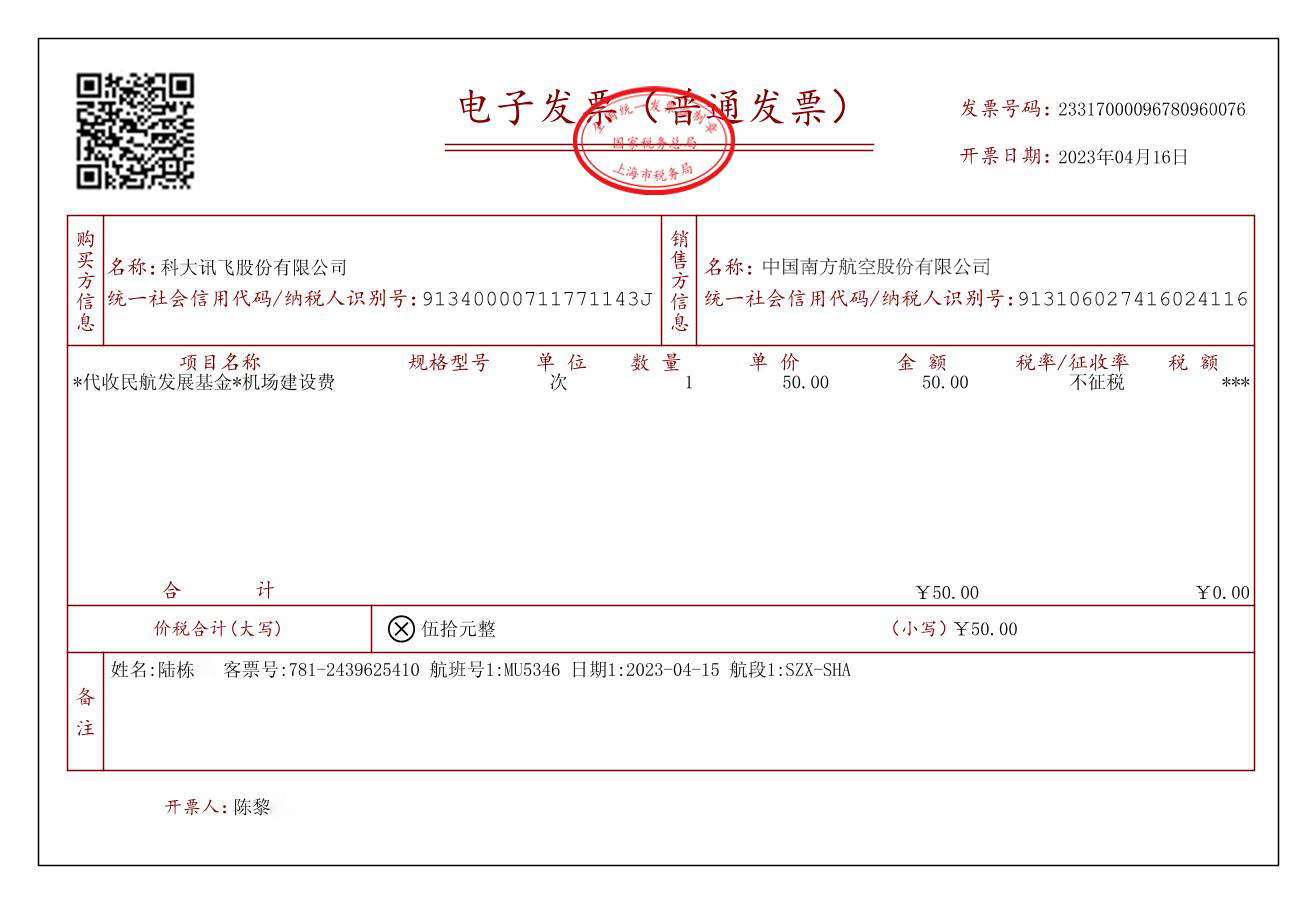 电子发票（普通发票）
全国统一发票监制章
国家税务总局
上海市税务局
发票号码：23317000096780960076
开票日期：2023年04月16日
购买方信息
名称：科大讯飞股份有限公司
统一社会信用代码/纳税人识别号：91340000711771143J
销售方信息
名称：中国南方航空股份有限公司
统一社会信用代码/纳税人识别号：913106027416024116
项目名称 规格型号 单位 数量 单价 金额 税率/征收率 税额
*代收民航发展基金*机场建设费 次 1 50.00 50.00 不征税 ***
合计 ￥50.00 ￥0.00
价税合计(大写) 伍拾元整 （小写）￥50.00
备注
姓名:陆栋 客票号:781-2439625410 航班号1:MU5346 日期1:2023-04-15 航段1:SZX-SHA
开票人：陈黎